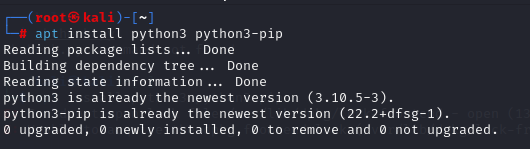 (root㉿kali)-[~]
# apt install python3 python3-pip
Reading package lists... Done
Building dependency tree... Done
Reading state information... Done
python3 is already the newest version (3.10.5-3).
python3-pip is already the newest version (22.2+dfsg-1).
0 upgraded, 0 newly installed, 0 to remove and 0 not upgraded.